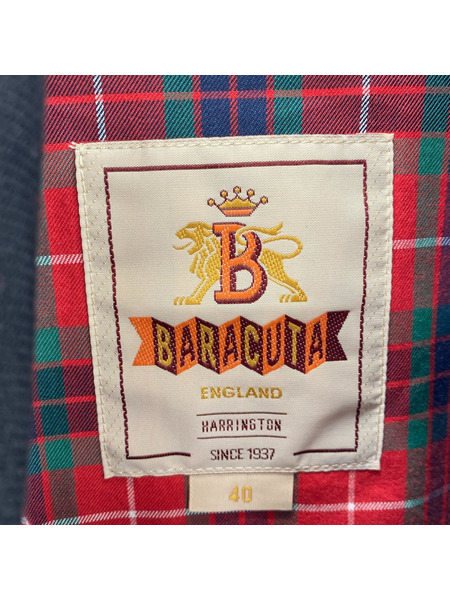 B
BARACUTA
ENGLAND
HARRINGTON
SINCE 1937
40